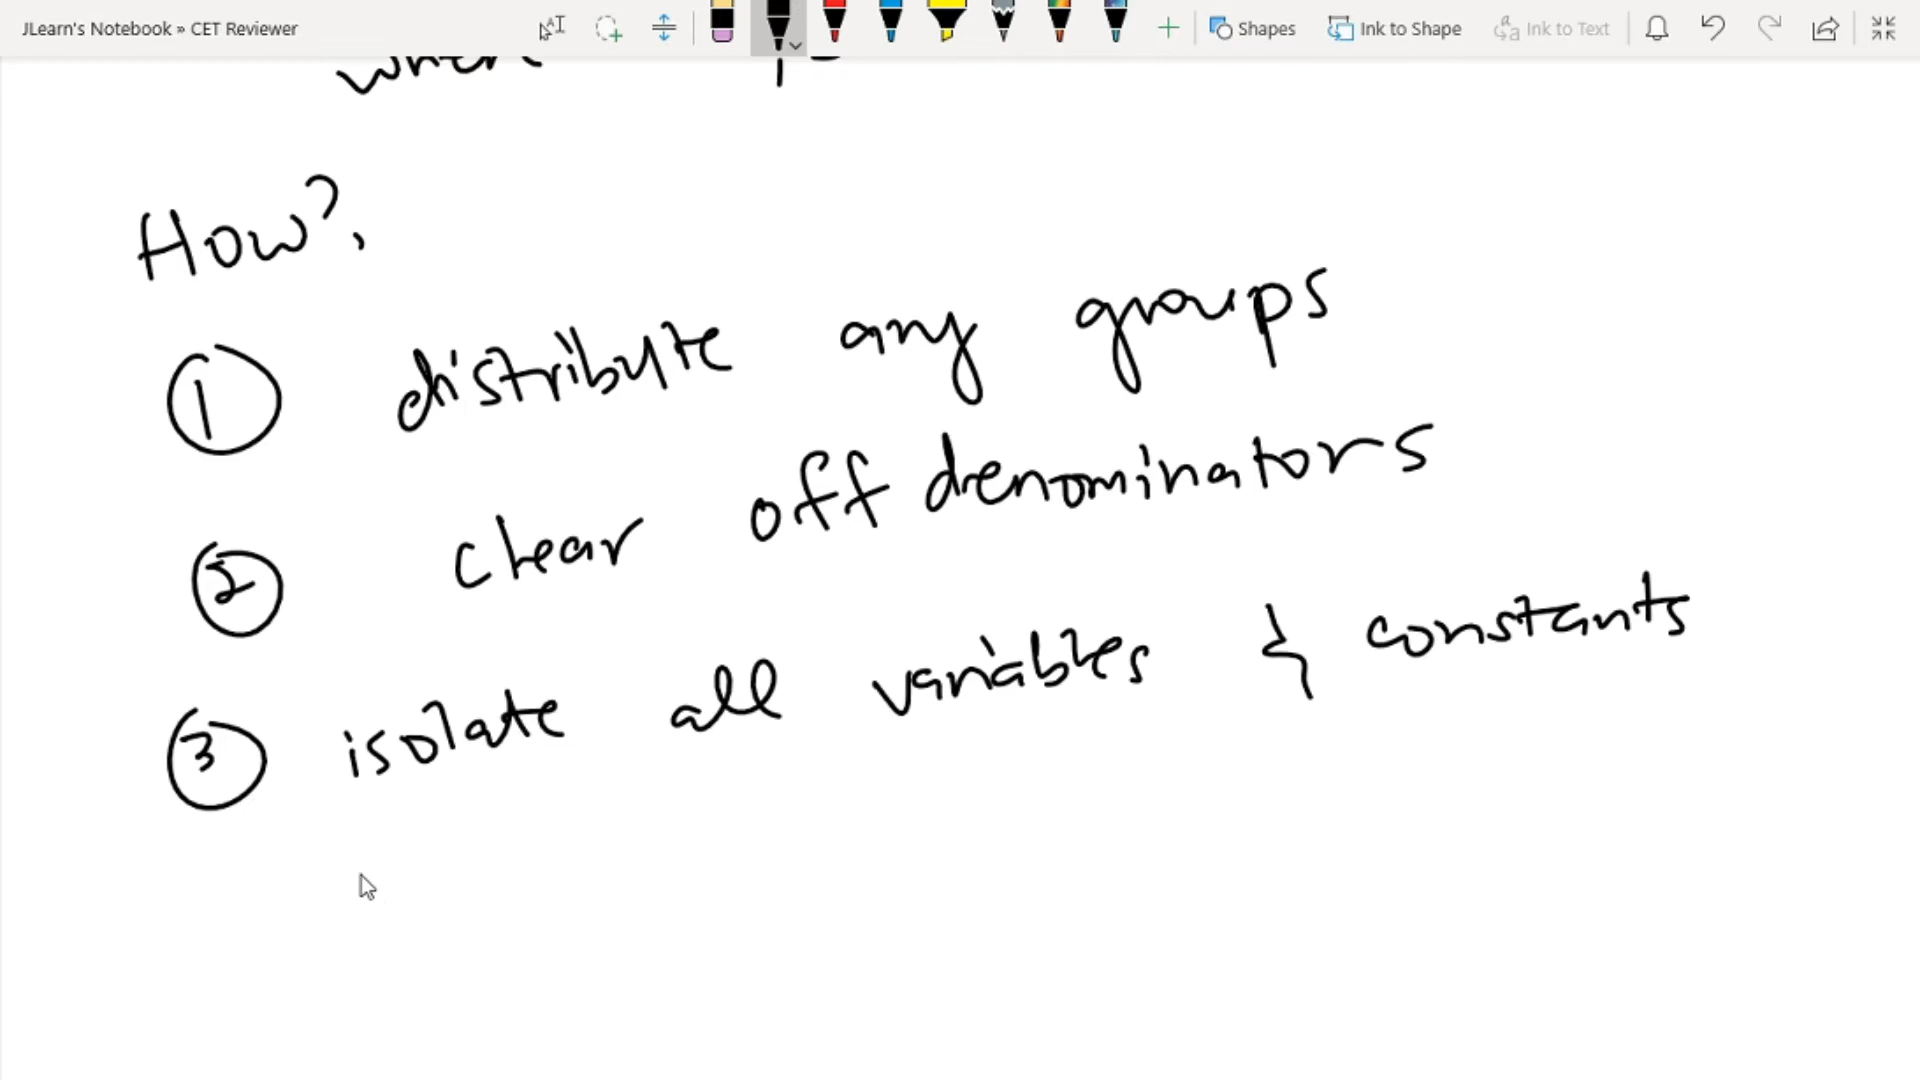 JLearn's Notebook » CET Reviewer
Shapes
Ink to Shape
Ink to Text
How?
① distribute any groups
② clear off denominators
③ isolate all variables & constants